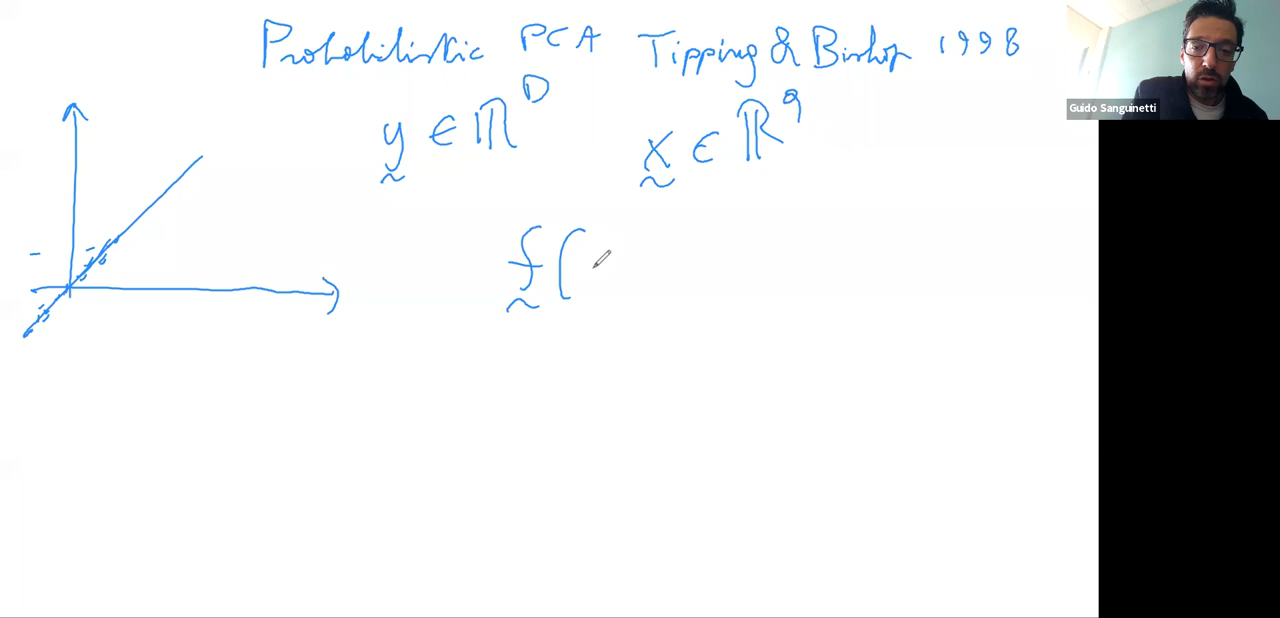 Probabilistic PCA Tipping & Bishop 1998
Guido Sanguinetti
y ∈ ℝ^D x ∈ ℝ^q
f (